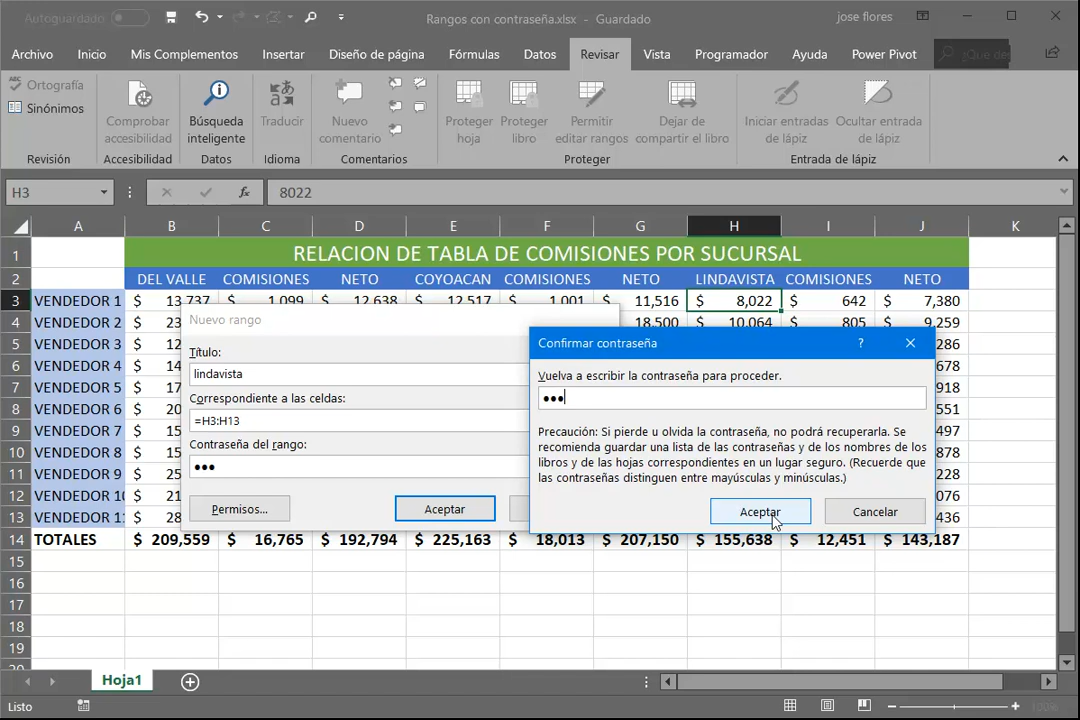 Autoguardado
Rangos con contraseña.xlsx - Guardado
jose flores
Archivo Inicio Mis Complementos Insertar Diseño de página Fórmulas Datos Revisar Vista Programador Ayuda Power Pivot ¿Qué de
ABC Ortografía
Sinónimos
Revisión
Comprobar
accesibilidad
Accesibilidad
Búsqueda
inteligente
Datos
Traducir
Idioma
Nuevo
comentario
Comentarios
Proteger
hoja
Proteger
libro
Permitir
editar rangos
Dejar de
compartir el libro
Proteger
Iniciar entradas
de lápiz
Ocultar entrada
de lápiz
Entrada de lápiz
H3 fx 8022
A B C D E F G H I J K
1 RELACION DE TABLA DE COMISIONES POR SUCURSAL
2 DEL VALLE COMISIONES NETO COYOACAN COMISIONES NETO LINDAVISTA COMISIONES NETO
3 VENDEDOR 1 $ 13,737 $ 1,099 $ 12,638 $ 12,517 $ 1,001 $ 11,516 $ 8,022 $ 642 $ 7,380
4 VENDEDOR 2 $ 23 18,500 $ 10,064 $ 805 $ 9,259
5 VENDEDOR 3 $ 12 286
6 VENDEDOR 4 $ 14 678
7 VENDEDOR 5 $ 17 918
8 VENDEDOR 6 $ 20 551
9 VENDEDOR 7 $ 15 497
10 VENDEDOR 8 $ 15 878
11 VENDEDOR 9 $ 25 228
12 VENDEDOR 10 $ 21 076
13 VENDEDOR 11 $ 28 436
14 TOTALES $ 209,559 $ 16,765 $ 192,794 $ 225,163 $ 18,013 $ 207,150 $ 155,638 $ 12,451 $ 143,187
15
16
17
18
19
20
Nuevo rango
Título:
lindavista
Correspondiente a las celdas:
=H3:H13
Contraseña del rango:
•••
Permisos...
Aceptar
Confirmar contraseña ?
Vuelva a escribir la contraseña para proceder.
•••
Precaución: Si pierde u olvida la contraseña, no podrá recuperarla. Se
recomienda guardar una lista de las contraseñas y de los nombres de los
libros y de las hojas correspondientes en un lugar seguro. (Recuerde que
las contraseñas distinguen entre mayúsculas y minúsculas.)
Aceptar
Cancelar
Hoja1
Listo
100%